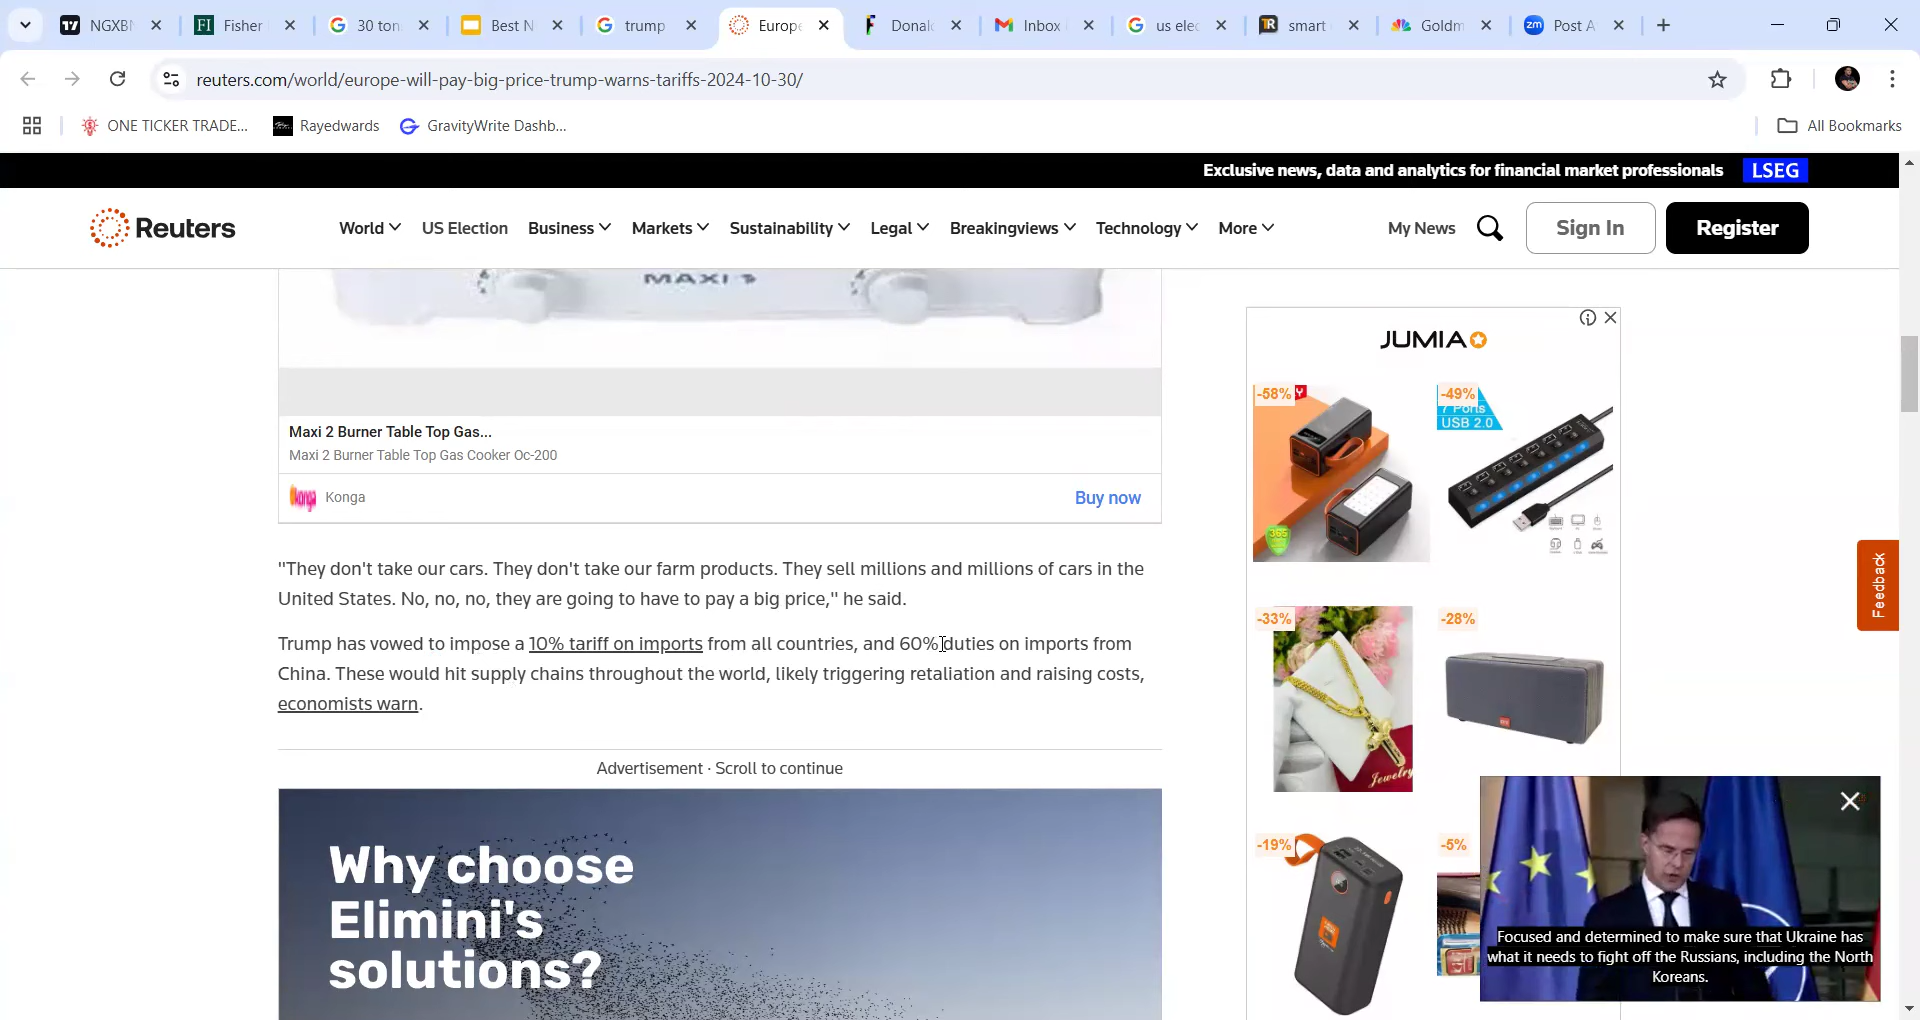 NGXBN
Fisher
30 ton
Best N
trump
Europe
Donald
Inbox
us elec
smart
Goldm
Post A
reuters.com/world/europe-will-pay-big-price-trump-warns-tariffs-2024-10-30/
ONE TICKER TRADE...
Rayedwards
GravityWrite Dashb...
All Bookmarks
Exclusive news, data and analytics for financial market professionals
LSEG
Reuters
World
US Election
Business
Markets
Sustainability
Legal
Breakingviews
Technology
More
My News
Sign In
Register
MAXI
Maxi 2 Burner Table Top Gas...
Maxi 2 Burner Table Top Gas Cooker Oc-200
konga
Konga
Buy now
"They don't take our cars. They don't take our farm products. They sell millions and millions of cars in the
United States. No, no, no, they are going to have to pay a big price," he said.
Trump has vowed to impose a 10% tariff on imports from all countries, and 60% duties on imports from
China. These would hit supply chains throughout the world, likely triggering retaliation and raising costs,
economists warn.
Advertisement · Scroll to continue
Why choose
Elimini's
solutions?
JUMIA
-58%
-49%
7 Ports
USB 2.0
365
-33%
-28%
Jewelry
-19%
-5%
Feedback
Focused and determined to make sure that Ukraine has
what it needs to fight off the Russians, including the North
Koreans.